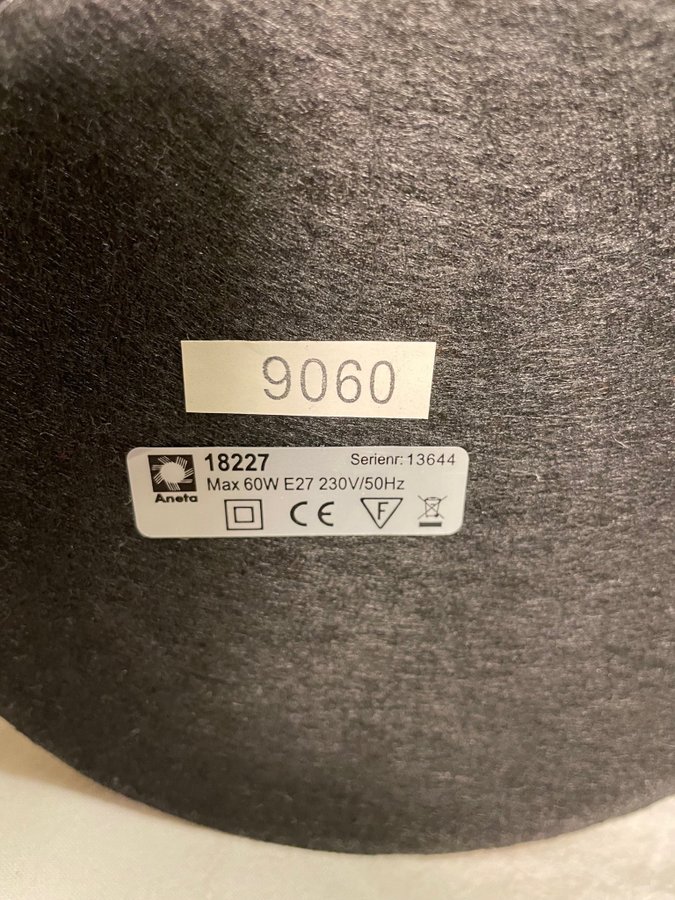 9060
18227 Serienr: 13644
Max 60W E27 230V/50Hz
Aneta
CE F